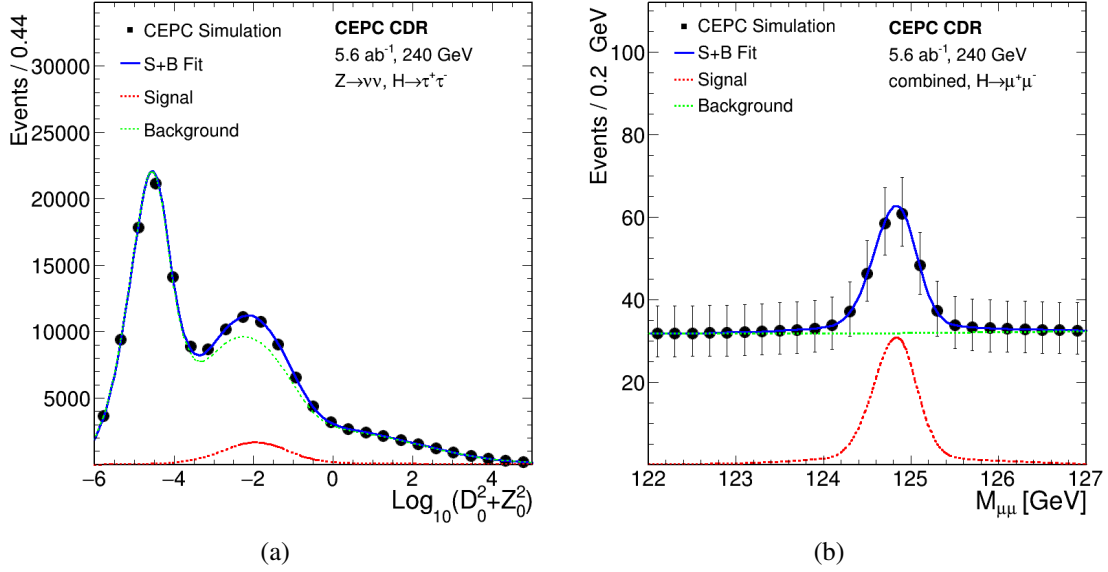 CEPC Simulation
S+B Fit
Signal
Background
CEPC CDR
5.6 ab⁻¹, 240 GeV
Z→νν, H→τ⁺τ⁻
Events / 0.44
30000
25000
20000
15000
10000
5000
−6 −4 −2 0 2 4
Log₁₀(D₀²+Z₀²)
(a)
CEPC Simulation
S+B Fit
Signal
Background
CEPC CDR
5.6 ab⁻¹, 240 GeV
combined, H→μ⁺μ⁻
Events / 0.2 GeV
100
80
60
40
20
122 123 124 125 126 127
M_μμ [GeV]
(b)